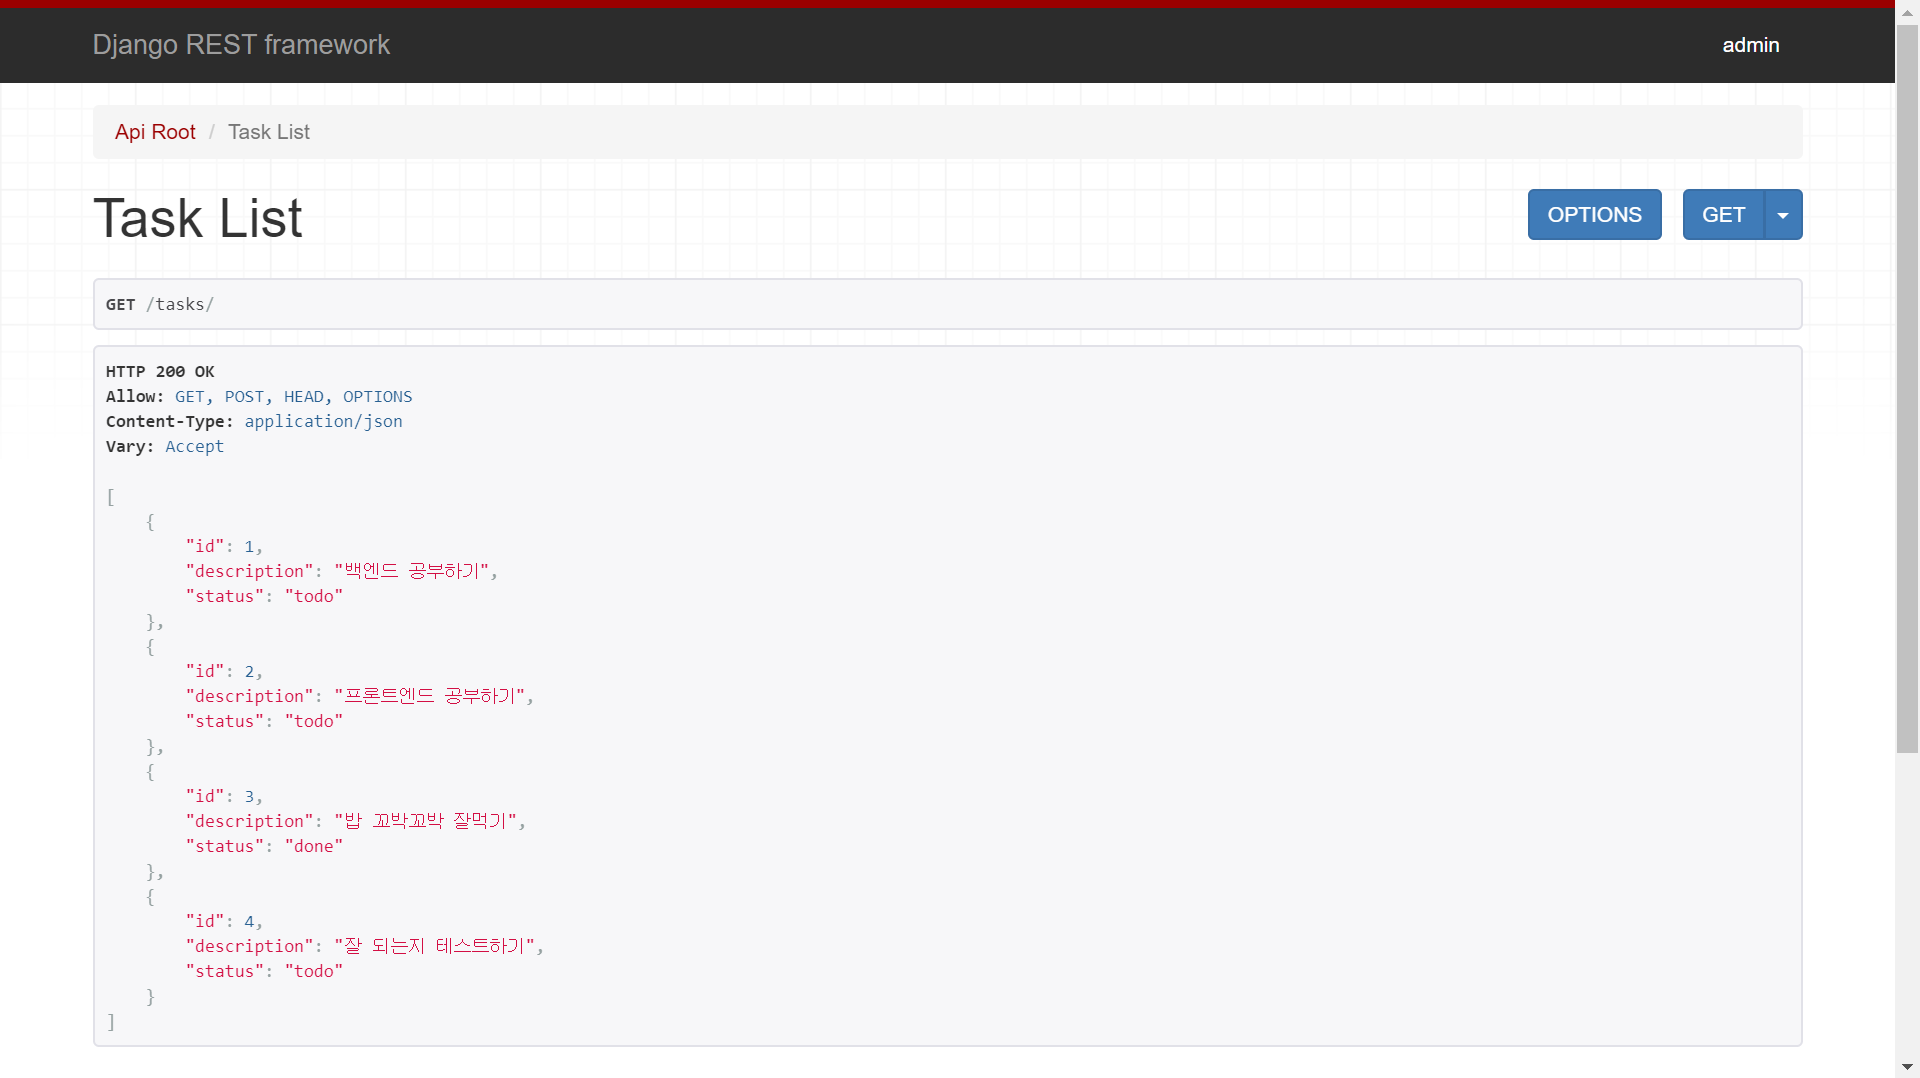 Django REST framework
admin
Api Root / Task List
Task List
OPTIONS
GET
GET /tasks/
HTTP 200 OK
Allow: GET, POST, HEAD, OPTIONS
Content-Type: application/json
Vary: Accept
[
    {
        "id": 1,
        "description": "백엔드 공부하기",
        "status": "todo"
    },
    {
        "id": 2,
        "description": "프론트엔드 공부하기",
        "status": "todo"
    },
    {
        "id": 3,
        "description": "밥 꼬박꼬박 잘먹기",
        "status": "done"
    },
    {
        "id": 4,
        "description": "잘 되는지 테스트하기",
        "status": "todo"
    }
]